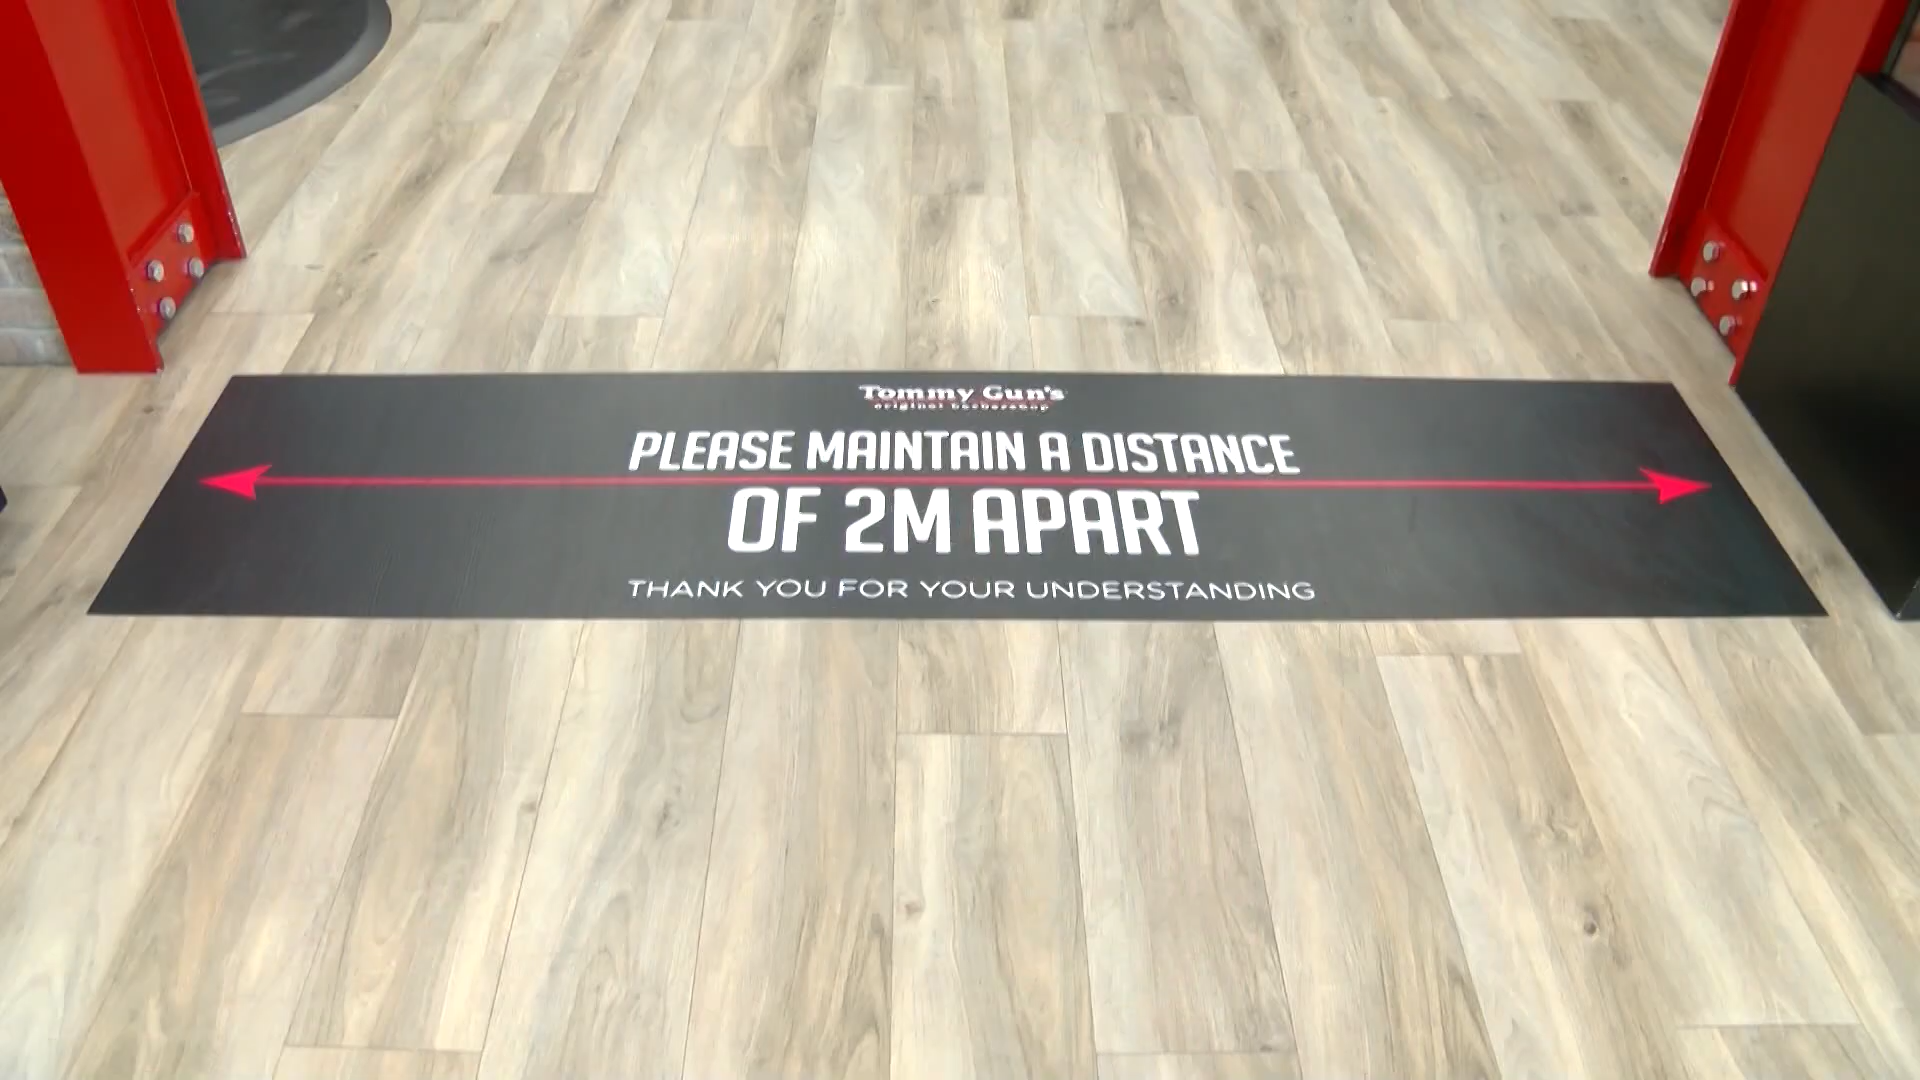 Tommy Gun's
original barbershop
PLEASE MAINTAIN A DISTANCE
OF 2M APART
THANK YOU FOR YOUR UNDERSTANDING